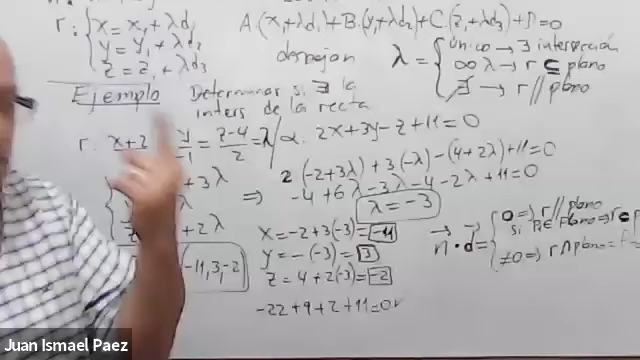 r: { x = x₁ + λd₁
y = y₁ + λd₂
z = z₁ + λd₃
A.(x₁+λd₁)+B.(y₁+λd₂)+C.(z₁+λd₃)+D=0
despejan λ = { único → ∃ intersección
∞ λ → r ⊆ plano
∄ → r // plano
Ejemplo Determinar si ∃ la
inters de la recta
r: x+2 y/-1 = z-4/2 = λ / α: 2x+3y-z+11=0
+3λ ⇒ 2(-2+3λ)+3(-λ)-(4+2λ)+11=0
-4+6λ-3λ-4-2λ+11=0
2λ
λ=-3
x=-2+3(-3)=-11
y=-(-3)=3
z=4+2(-3)=-2
(-11,3,-2)
-22+9+2+11=0
n·d = { 0 ⇒ r // plano
si P ∈ Plano ⇒ r ⊆
≠0 ⇒ r ∩ plano =
Juan Ismael Paez